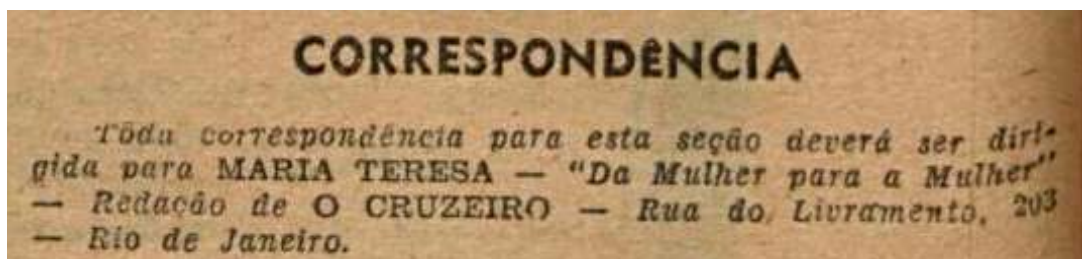 CORRESPONDÊNCIA
Tôda correspondência para esta seção deverá ser diri-
gida para MARIA TERESA — "Da Mulher para a Mulher"
— Redação de O CRUZEIRO — Rua do Livramento, 203
— Rio de Janeiro.